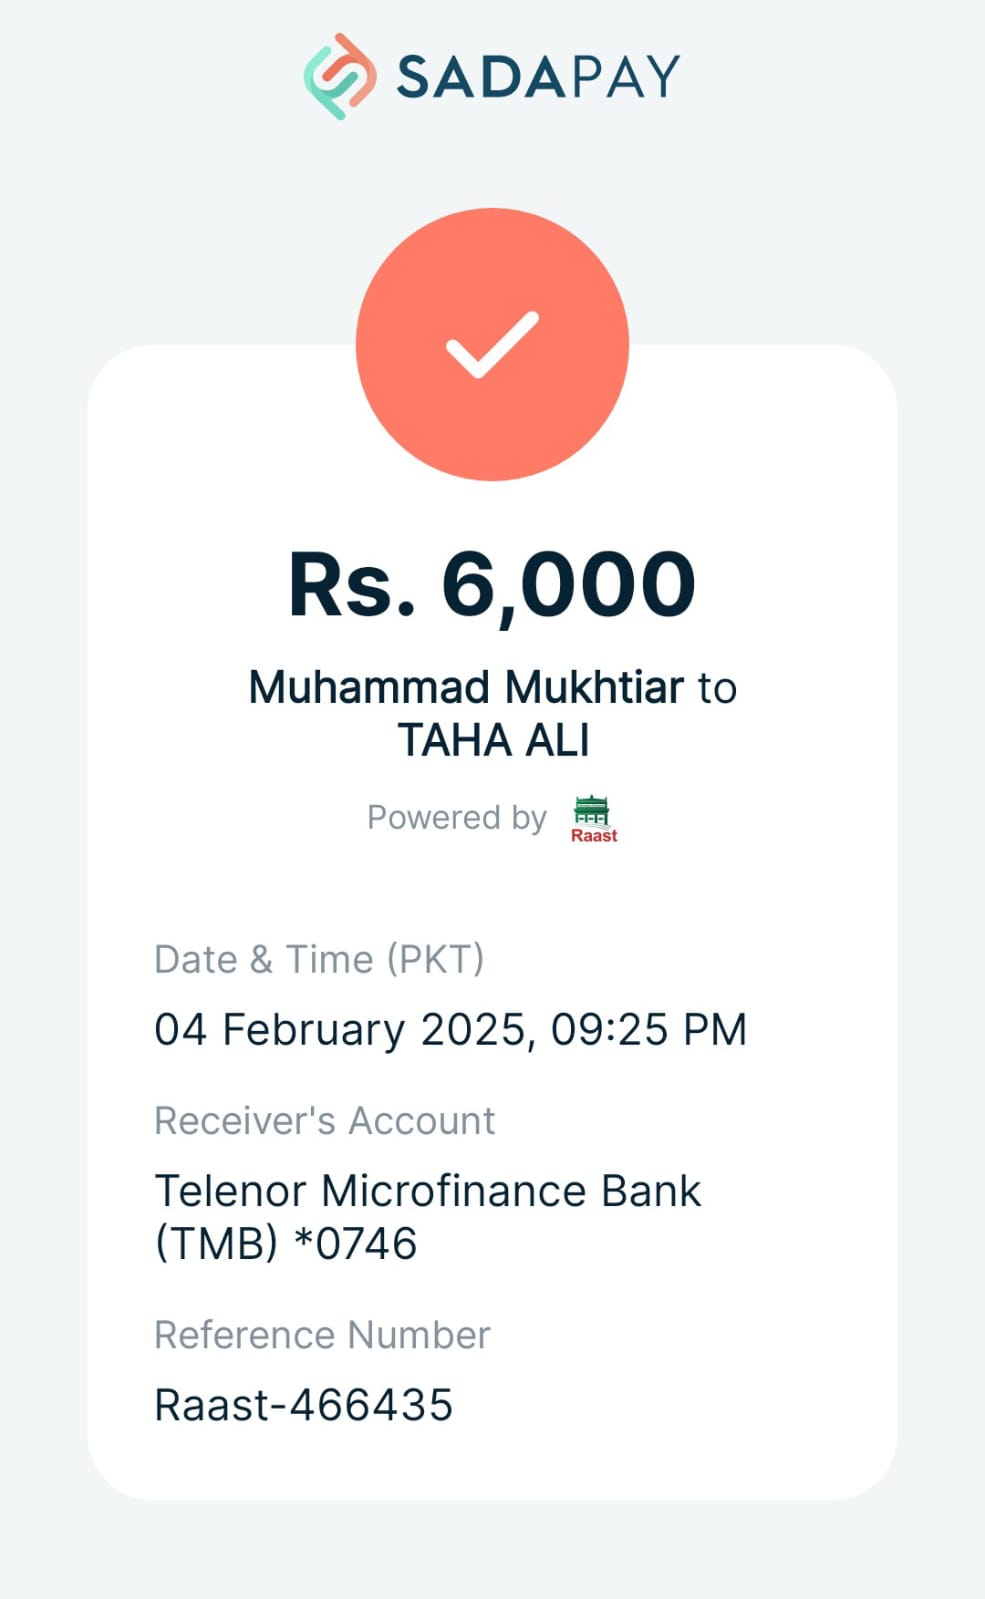 SADAPAY
Rs. 6,000
Muhammad Mukhtiar to
TAHA ALI
Powered by Raast
Date & Time (PKT)
04 February 2025, 09:25 PM
Receiver's Account
Telenor Microfinance Bank
(TMB) *0746
Reference Number
Raast-466435